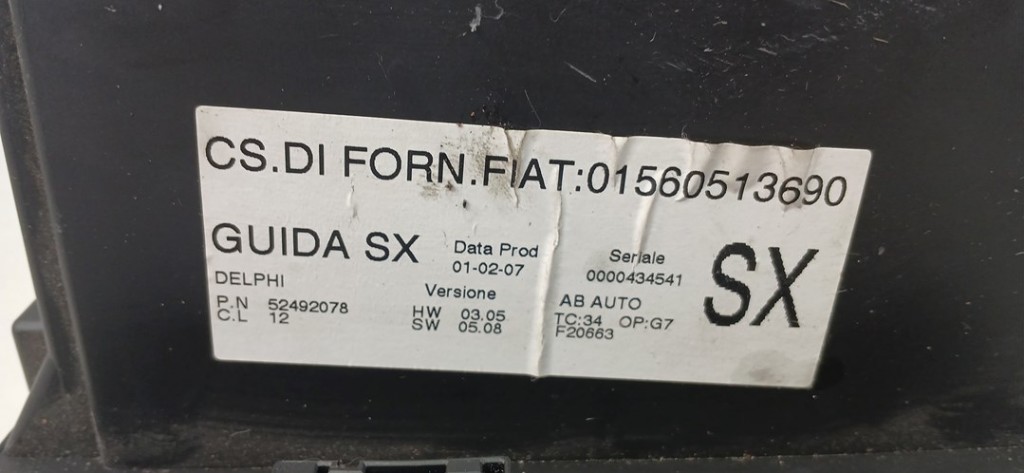 CS.DI FORN.FIAT:01560513690
GUIDA SX
DELPHI
P.N 52492078
C.L 12
Data Prod
01-02-07
Versione
HW 03.05
SW 05.08
Seriale
0000434541
AB AUTO
TC:34 OP:G7
F20663
SX